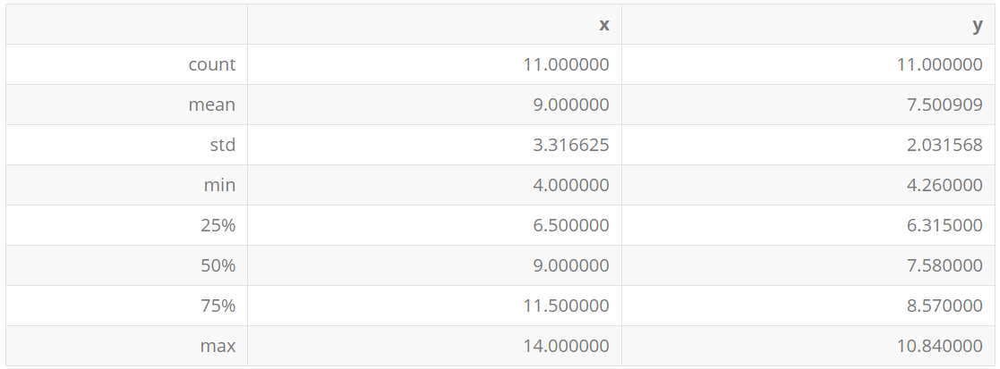 x y
count 11.000000 11.000000
mean 9.000000 7.500909
std 3.316625 2.031568
min 4.000000 4.260000
25% 6.500000 6.315000
50% 9.000000 7.580000
75% 11.500000 8.570000
max 14.000000 10.840000